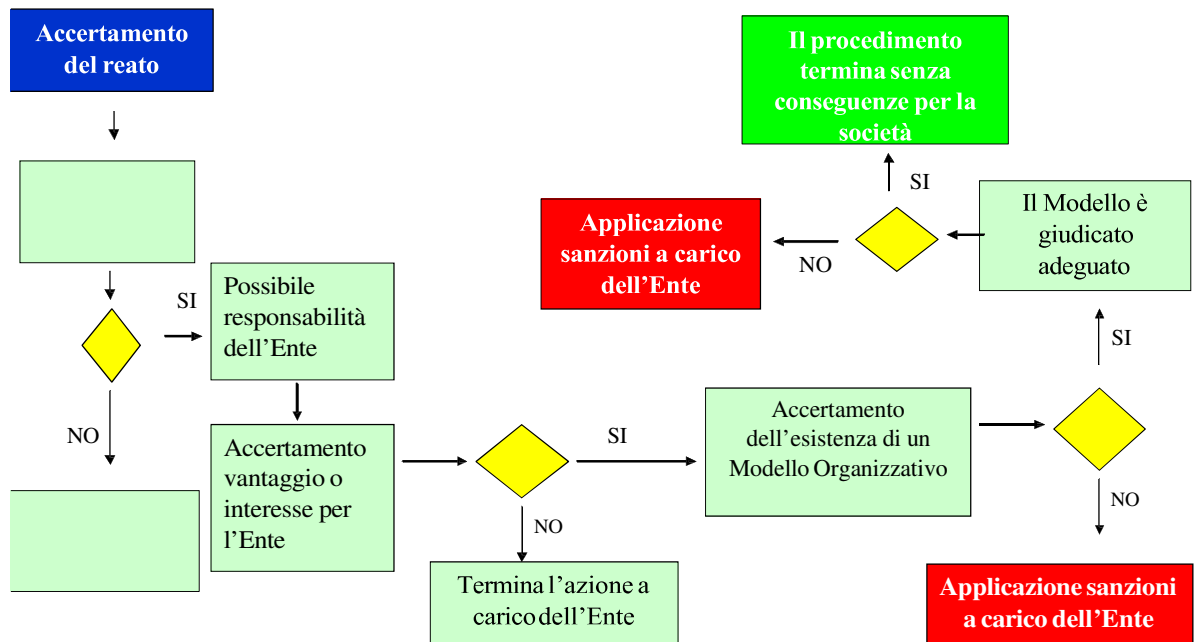 Accertamento
del reato
SI
Possibile
responsabilità
dell'Ente
NO
Accertamento
vantaggio o
interesse per
l'Ente
SI
NO
Termina l'azione a
carico dell'Ente
Accertamento
dell'esistenza di un
Modello Organizzativo
SI
NO
Applicazione sanzioni
a carico dell'Ente
Il Modello è
giudicato
adeguato
SI
NO
Applicazione
sanzioni a carico
dell'Ente
Il procedimento
termina senza
conseguenze per la
società